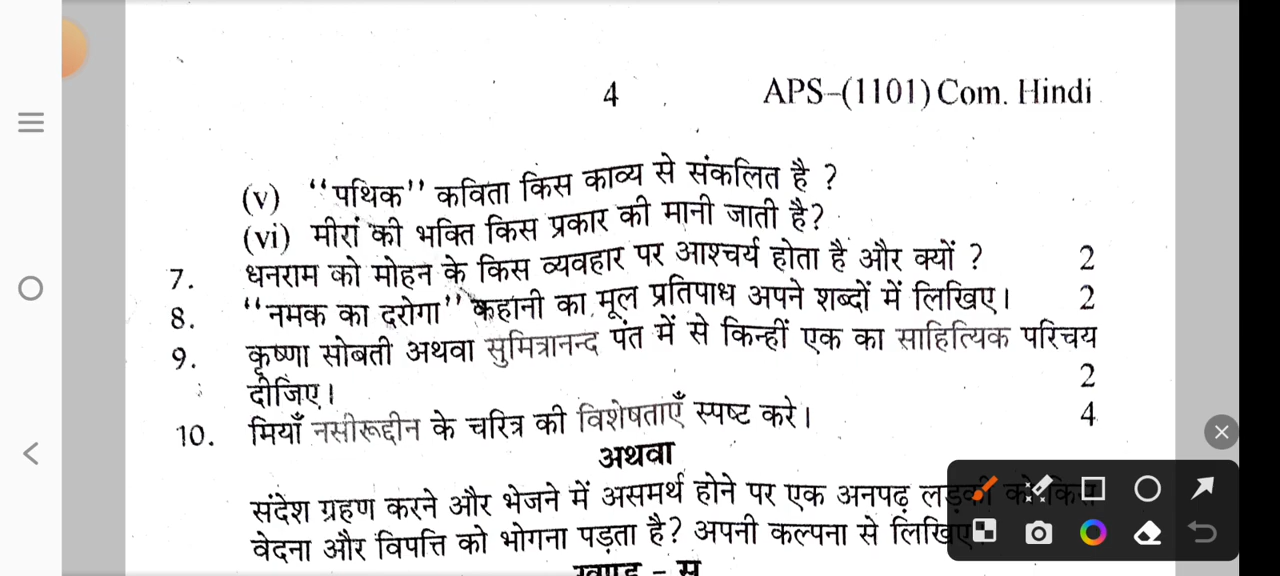 4 APS-(1101) Com. Hindi
(v) "पथिक" कविता किस काव्य से संकलित है ?
(vi) मीरां की भक्ति किस प्रकार की मानी जाती है?
7. धनराम को मोहन के किस व्यवहार पर आश्चर्य होता है और क्यों ? 2
8. "नमक का दरोगा" कहानी का मूल प्रतिपाध अपने शब्दों में लिखिए। 2
9. कृष्णा सोबती अथवा सुमित्रानन्द पंत में से किन्हीं एक का साहित्यिक परिचय
दीजिए। 2
10. मियाँ नसीरूद्दीन के चरित्र की विशेषताएँ स्पष्ट करे। 4
अथवा
संदेश ग्रहण करने और भेजने में असमर्थ होने पर एक अनपढ़ लड़की को किस
वेदना और विपत्ति को भोगना पड़ता है? अपनी कल्पना से लिखिए
खण्ड - स